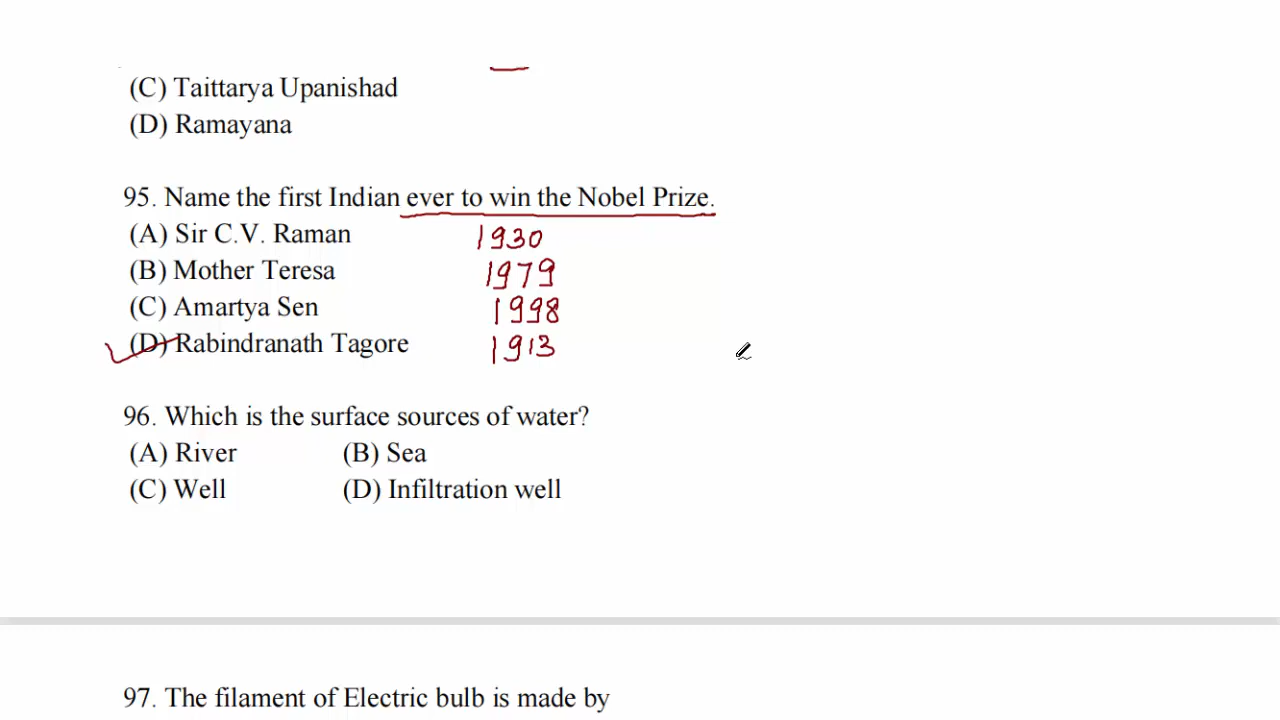 (C) Taittarya Upanishad
(D) Ramayana
95. Name the first Indian ever to win the Nobel Prize.
(A) Sir C.V. Raman 1930
(B) Mother Teresa 1979
(C) Amartya Sen 1998
(D) Rabindranath Tagore 1913
96. Which is the surface sources of water?
(A) River (B) Sea
(C) Well (D) Infiltration well
97. The filament of Electric bulb is made by